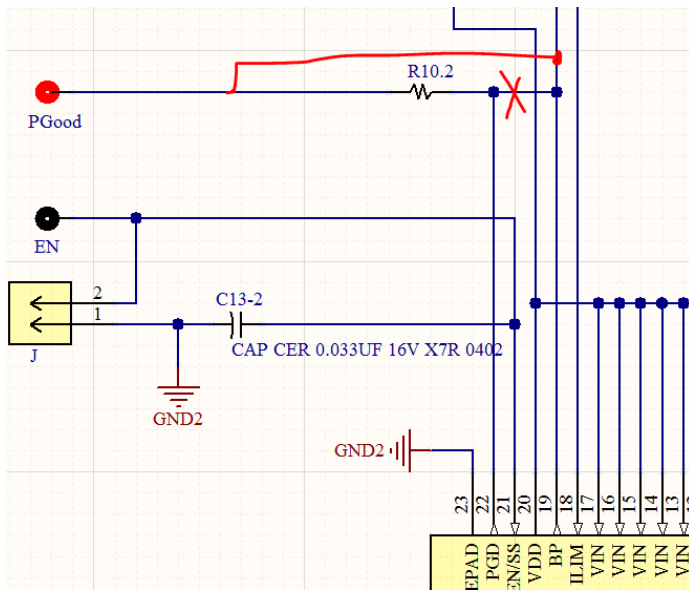 R10.2
PGood
EN
2
1
J
C13-2
CAP CER 0.033UF 16V X7R 0402
GND2
GND2
23
22
21
20
19
18
17
16
15
14
13
EPAD
PGD
EN/SS
VDD
BP
ILIM
VIN
VIN
VIN
VIN
VIN